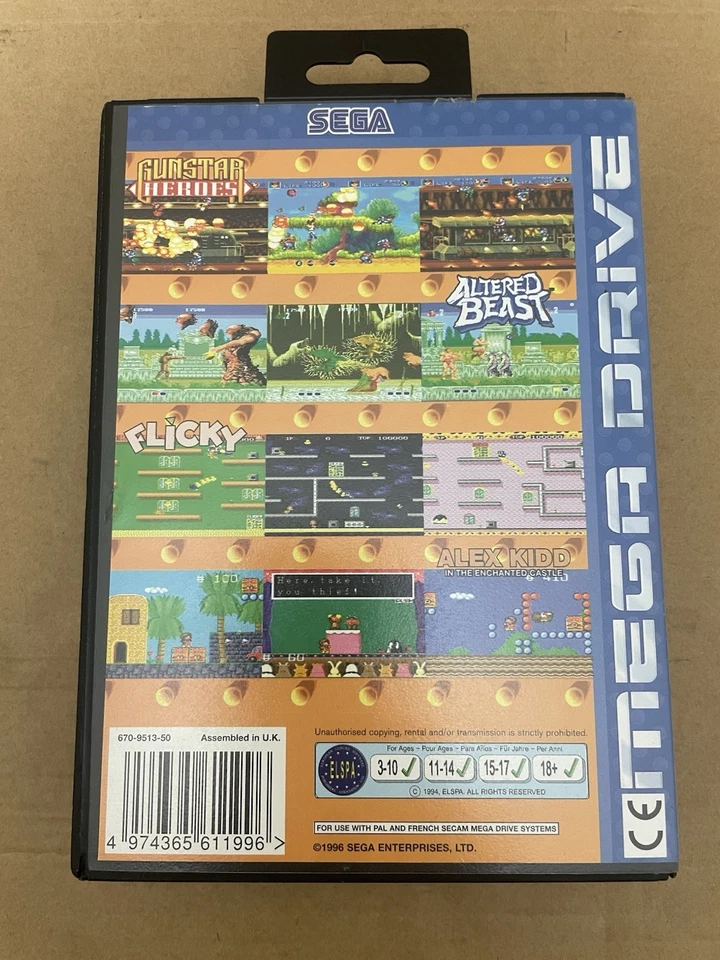 SEGA
GUNSTAR
HEROES
ALTERED
BEAST
FLICKY
1P 0 TOP 100000
ALEX KIDD
IN THE ENCHANTED CASTLE
# 100
Here, take it,
you thief!
# 60
MEGA DRIVE
670-9513-50 Assembled in U.K.
4 974365 611996 >
Unauthorised copying, rental and/or transmission is strictly prohibited.
For Ages - Pour Ages - Para Años - Für Jahre - Per Anni
ELSPA
3-10 11-14 15-17 18+
© 1994, ELSPA. ALL RIGHTS RESERVED
FOR USE WITH PAL AND FRENCH SECAM MEGA DRIVE SYSTEMS
©1996 SEGA ENTERPRISES, LTD.
CE